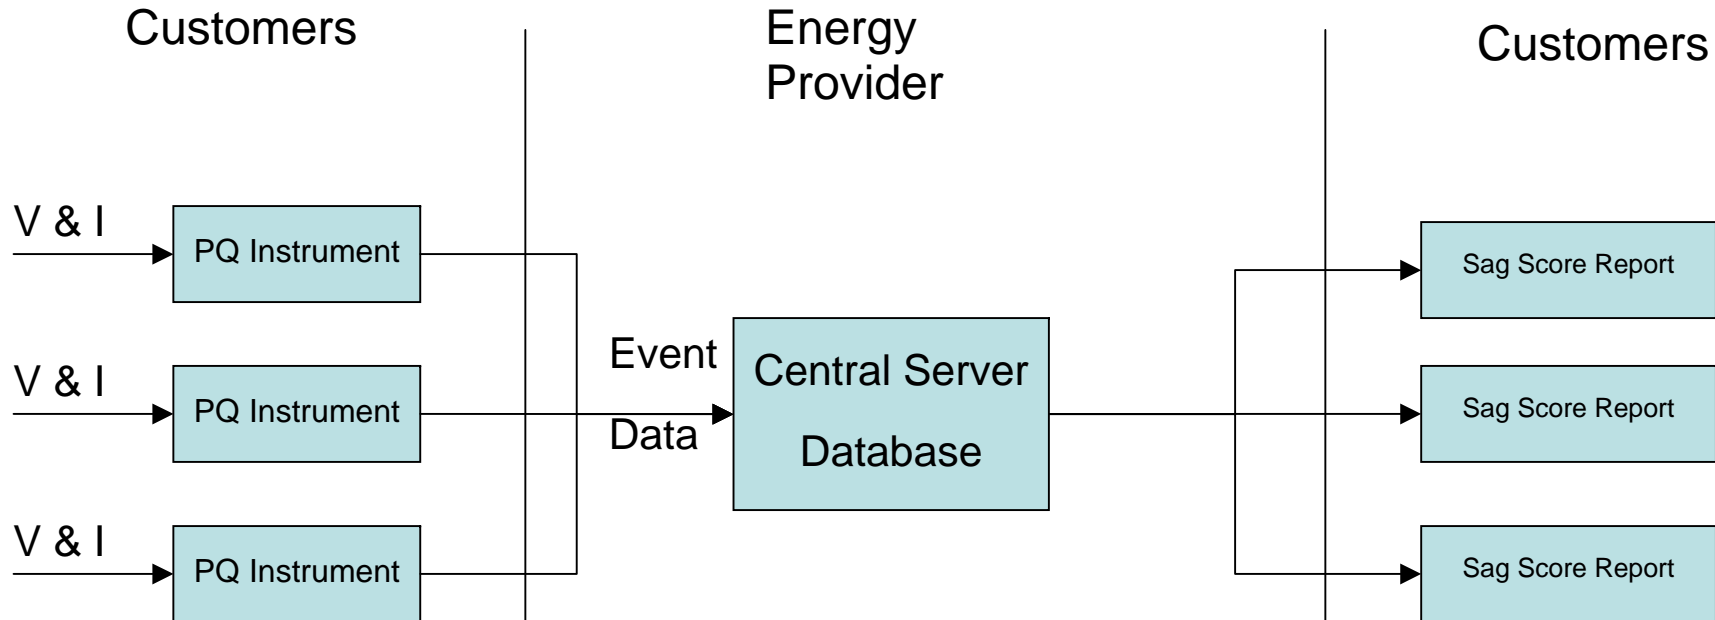 Customers
Energy
Provider
Customers
V & I
PQ Instrument
Sag Score Report
V & I
PQ Instrument
Event
Data
Central Server
Database
Sag Score Report
V & I
PQ Instrument
Sag Score Report